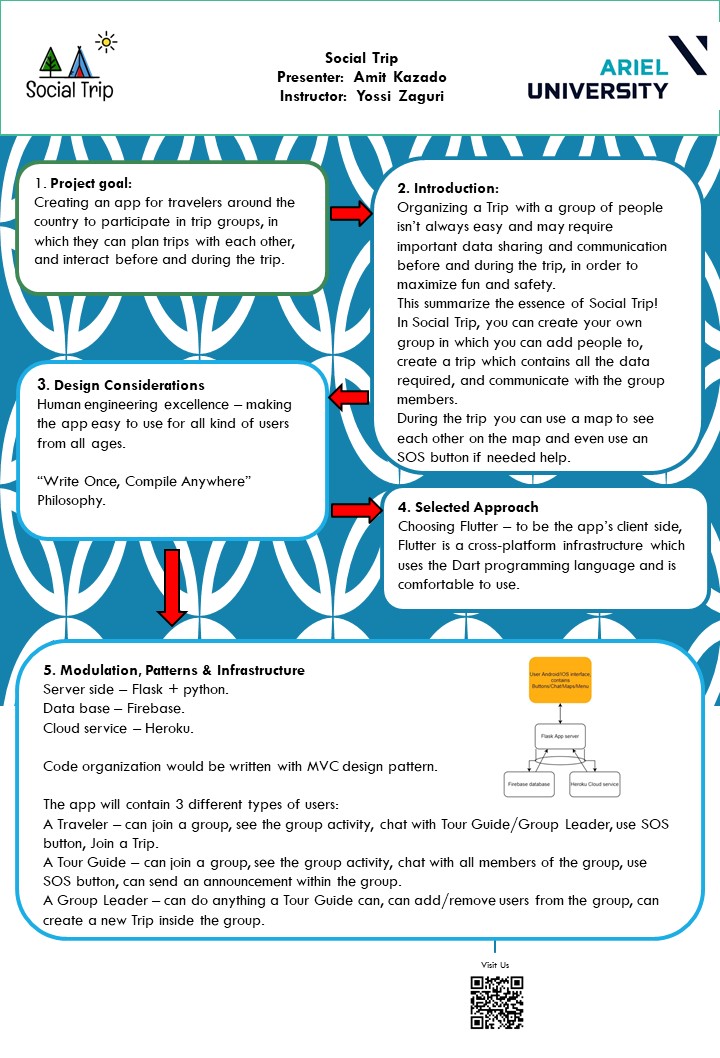 Social Trip
Social Trip
Presenter: Amit Kazado
Instructor: Yossi Zaguri
ARIEL
UNIVERSITY
1. Project goal:
Creating an app for travelers around the
country to participate in trip groups, in
which they can plan trips with each other,
and interact before and during the trip.
2. Introduction:
Organizing a Trip with a group of people
isn't always easy and may require
important data sharing and communication
before and during the trip, in order to
maximize fun and safety.
This summarize the essence of Social Trip!
In Social Trip, you can create your own
group in which you can add people to,
create a trip which contains all the data
required, and communicate with the group
members.
During the trip you can use a map to see
each other on the map and even use an
SOS button if needed help.
3. Design Considerations
Human engineering excellence – making
the app easy to use for all kind of users
from all ages.
“Write Once, Compile Anywhere”
Philosophy.
4. Selected Approach
Choosing Flutter – to be the app's client side,
Flutter is a cross-platform infrastructure which
uses the Dart programming language and is
comfortable to use.
5. Modulation, Patterns & Infrastructure
Server side – Flask + python.
Data base – Firebase.
Cloud service – Heroku.
Code organization would be written with MVC design pattern.
The app will contain 3 different types of users:
A Traveler – can join a group, see the group activity, chat with Tour Guide/Group Leader, use SOS
button, Join a Trip.
A Tour Guide – can join a group, see the group activity, chat with all members of the group, use
SOS button, can send an announcement within the group.
A Group Leader – can do anything a Tour Guide can, can add/remove users from the group, can
create a new Trip inside the group.
User Android/IOS interface,
contains
Buttons/Chat/Maps/Menu
Flask App server
Firebase database
Heroku Cloud service
Visit Us